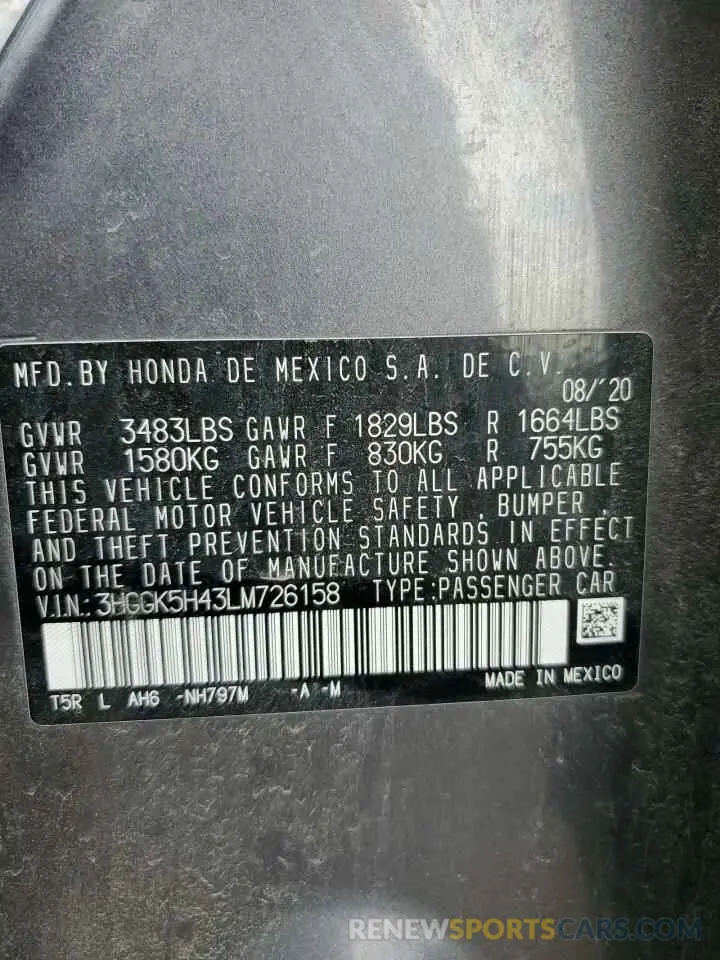 MFD.BY HONDA DE MEXICO S.A. DE C.V.
08/'20
GVWR 3483LBS GAWR F 1829LBS R 1664LBS
GVWR 1580KG GAWR F 830KG R 755KG
THIS VEHICLE CONFORMS TO ALL APPLICABLE
FEDERAL MOTOR VEHICLE SAFETY , BUMPER ,
AND THEFT PREVENTION STANDARDS IN EFFECT
ON THE DATE OF MANUFACTURE SHOWN ABOVE.
V.I.N.: 3HGGK5H43LM726158 TYPE:PASSENGER CAR
T5R L AH6 -NH797M -A -M MADE IN MEXICO
RENEWSPORTSCARS.COM